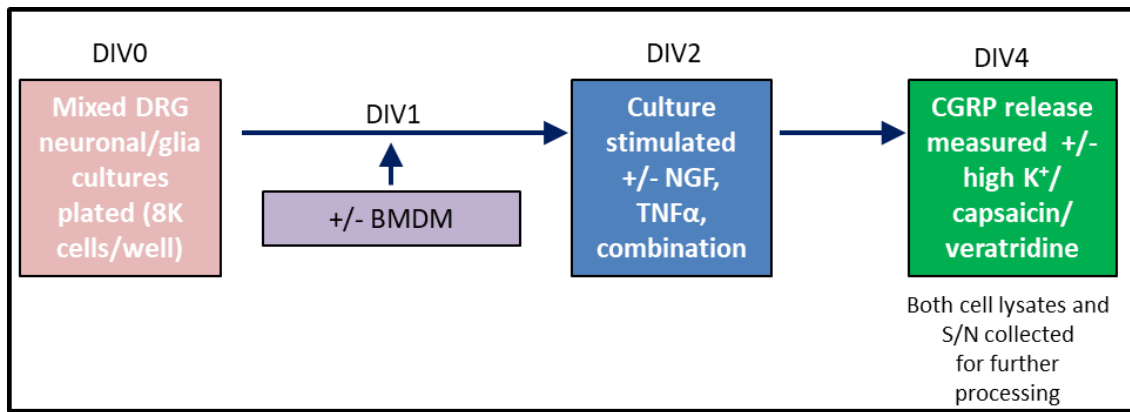 DIV0
Mixed DRG
neuronal/glia
cultures
plated (8K
cells/well)
DIV1
+/- BMDM
DIV2
Culture
stimulated
+/- NGF,
TNFα,
combination
DIV4
CGRP release
measured +/-
high K⁺/
capsaicin/
veratridine
Both cell lysates and
S/N collected
for further
processing